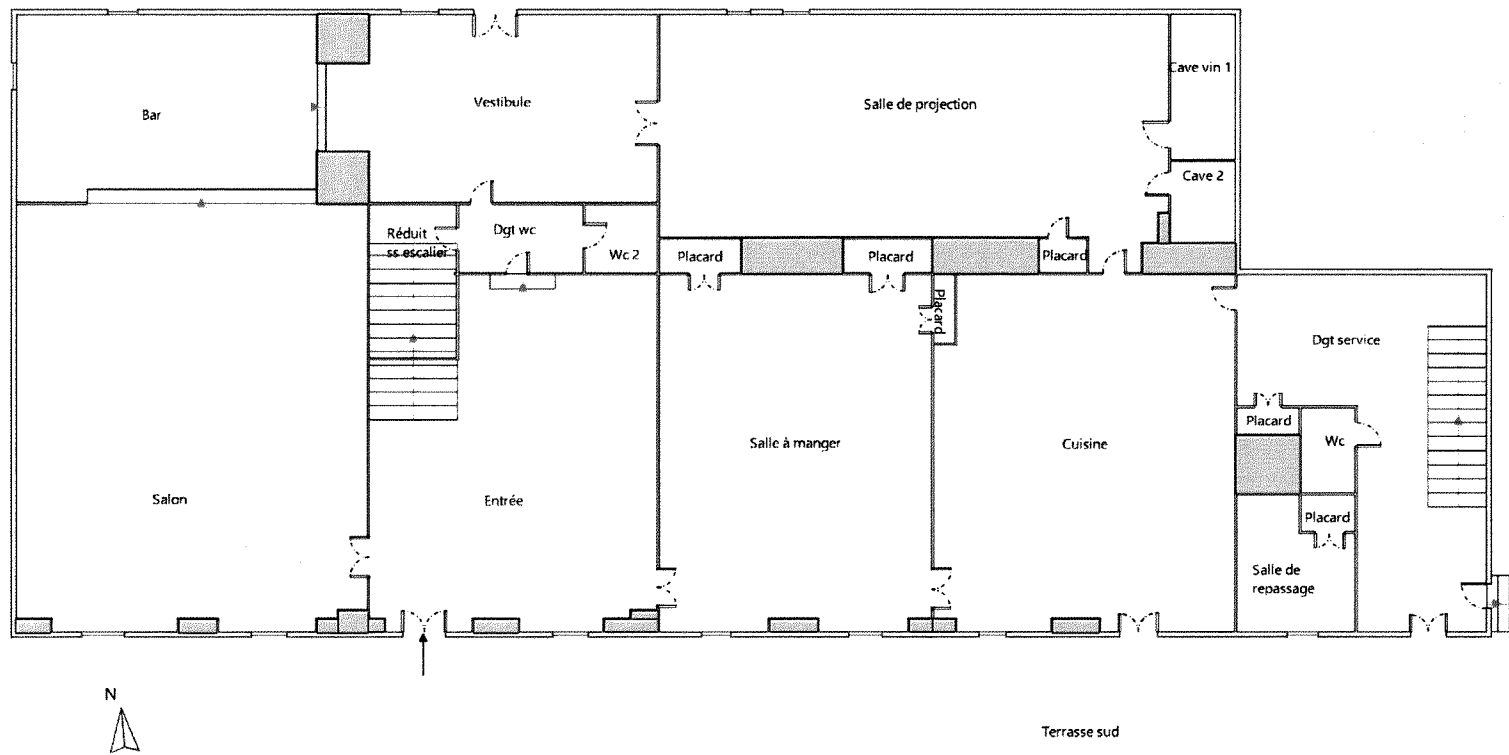 Cave vin 1
Bar
Vestibule
Salle de projection
Cave 2
Réduit
ss escalier
Dgt wc
Wc 2
Placard
Placard
Placard
Placard
Dgt service
Placard
Wc
Salle à manger
Cuisine
Salon
Entrée
Placard
Salle de
repassage
N
Terrasse sud